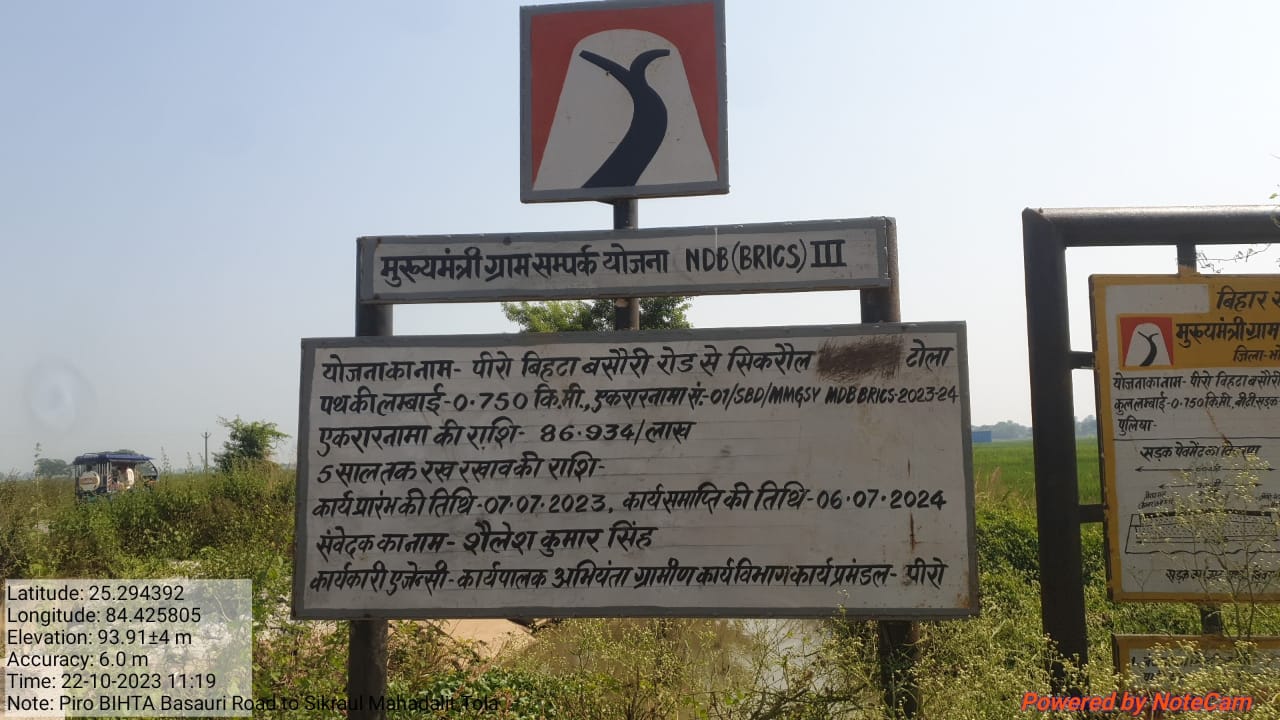 मुख्यमंत्री ग्राम सम्पर्क योजना NDB (BRICS) III
योजना का नाम- पीरो बिहटा बसौरी रोड से सिकरौल टोला
पथ की लम्बाई-0.750 कि.मी., एकरारनामा सं.-01/SBD/MMGSY MDB BRICS-2023-24
एकरारनामा की राशि- 86.934/लाख
5 साल तक रख रखाव की राशि-
कार्य प्रारंभ की तिथि-07.07.2023, कार्य समाप्ति की तिथि-06.07.2024
संवेदक का नाम- शैलेश कुमार सिंह
कार्यकारी एजेन्सी- कार्यपालक अभियंता ग्रामीण कार्य विभाग कार्य प्रमंडल- पीरो
बिहार
मुख्यमंत्री ग्राम
जिला-
योजना का नाम- पीरो बिहटा बसौरी
कुल लम्बाई-0.750 कि.मी.
पुलिया-
Latitude: 25.294392
Longitude: 84.425805
Elevation: 93.91±4 m
Accuracy: 6.0 m
Time: 22-10-2023 11:19
Note: Piro BIHTA Basauri Road to Sikraul Mahadalit Tola
Powered by NoteCam